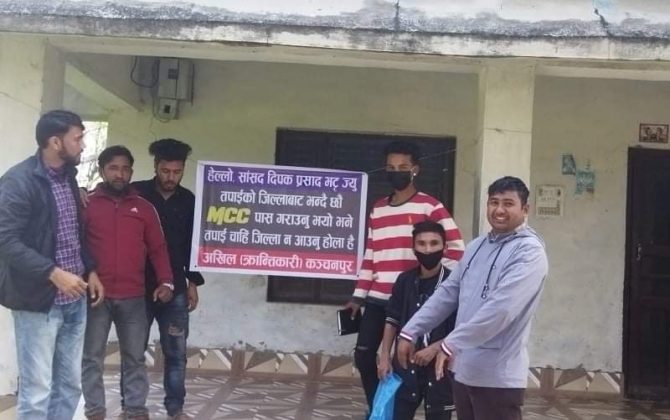 हेल्लो. सांसद दिपक प्रसाद भट्ट ज्यु
तपाईको जिल्लाबाट भन्दै छौ
MCC पास गराउनु भयो भने
तपाई चाहि जिल्ला न आउनु होला है
अखिल (क्रान्तिकारी) कञ्चनपुर